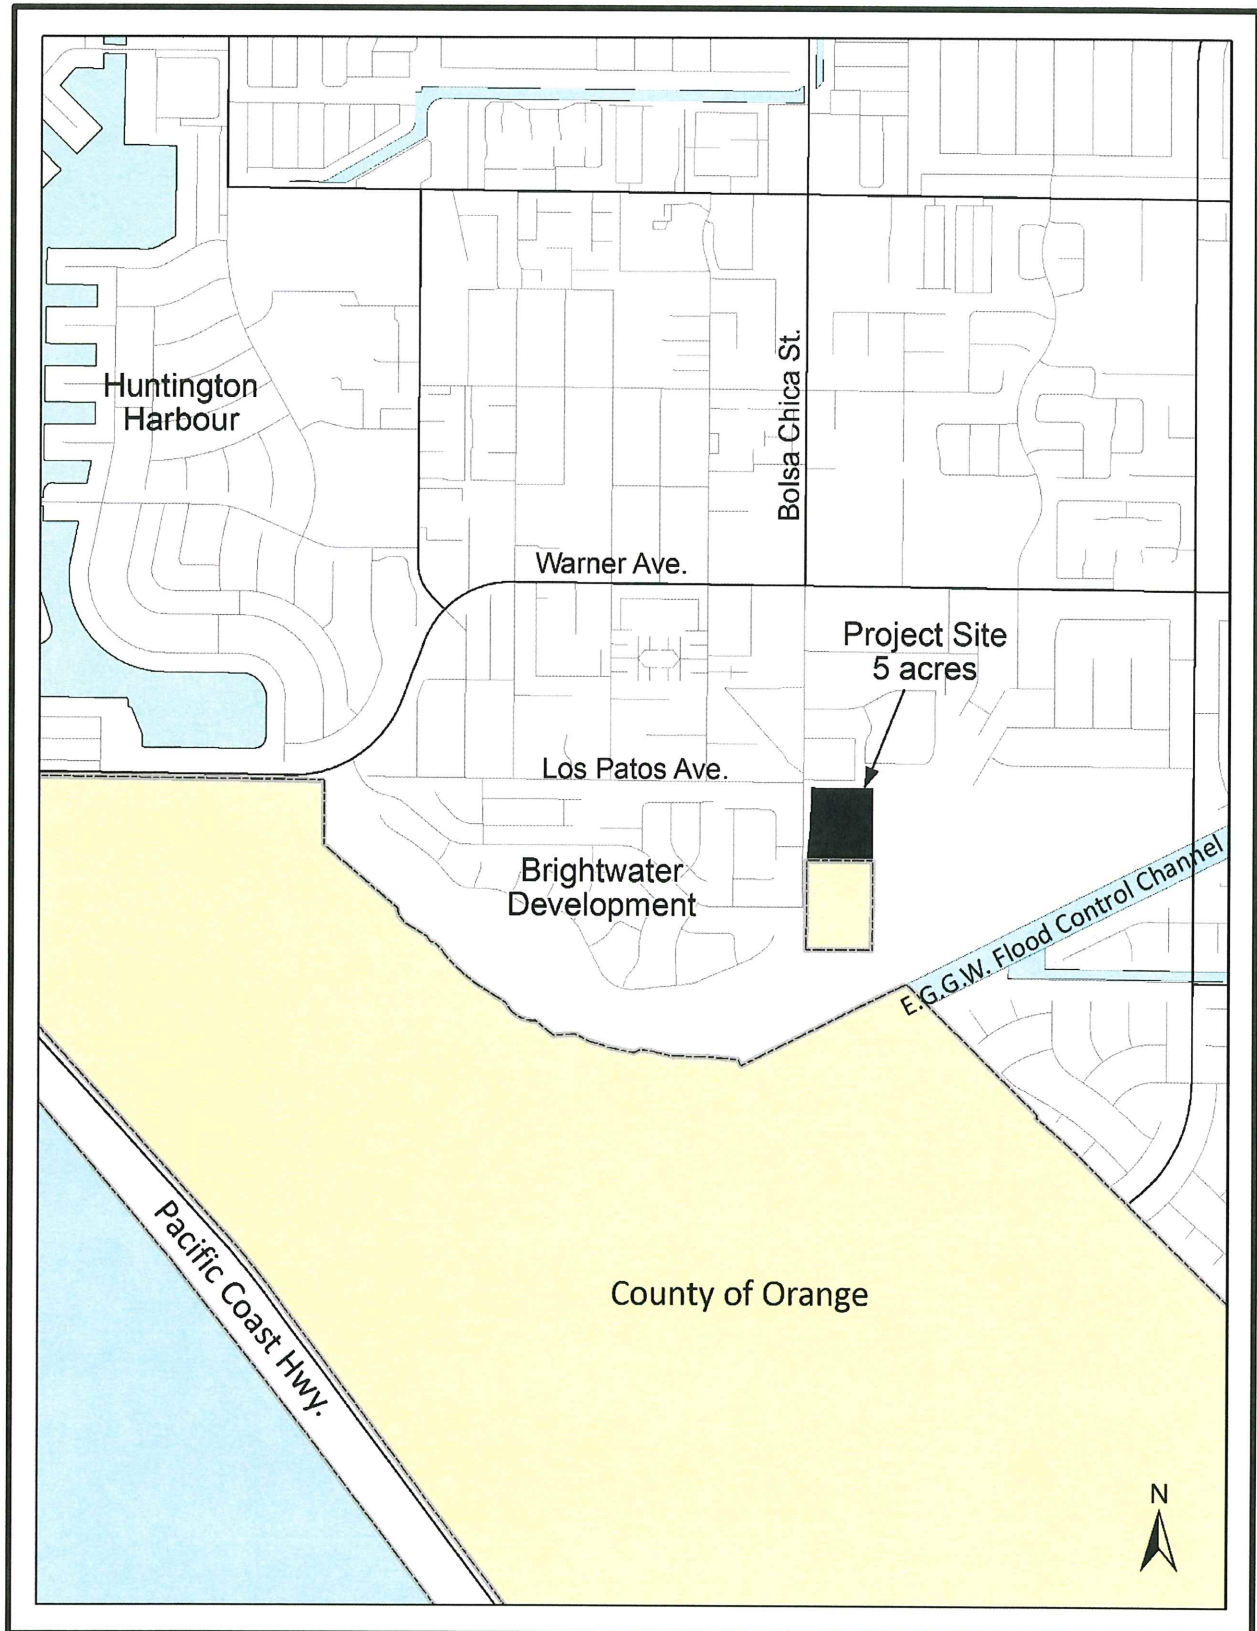 Huntington
Harbour
Bolsa Chica St.
Warner Ave.
Project Site
5 acres
Los Patos Ave.
Brightwater
Development
E.G.G.W. Flood Control Channel
Pacific Coast Hwy.
County of Orange
N